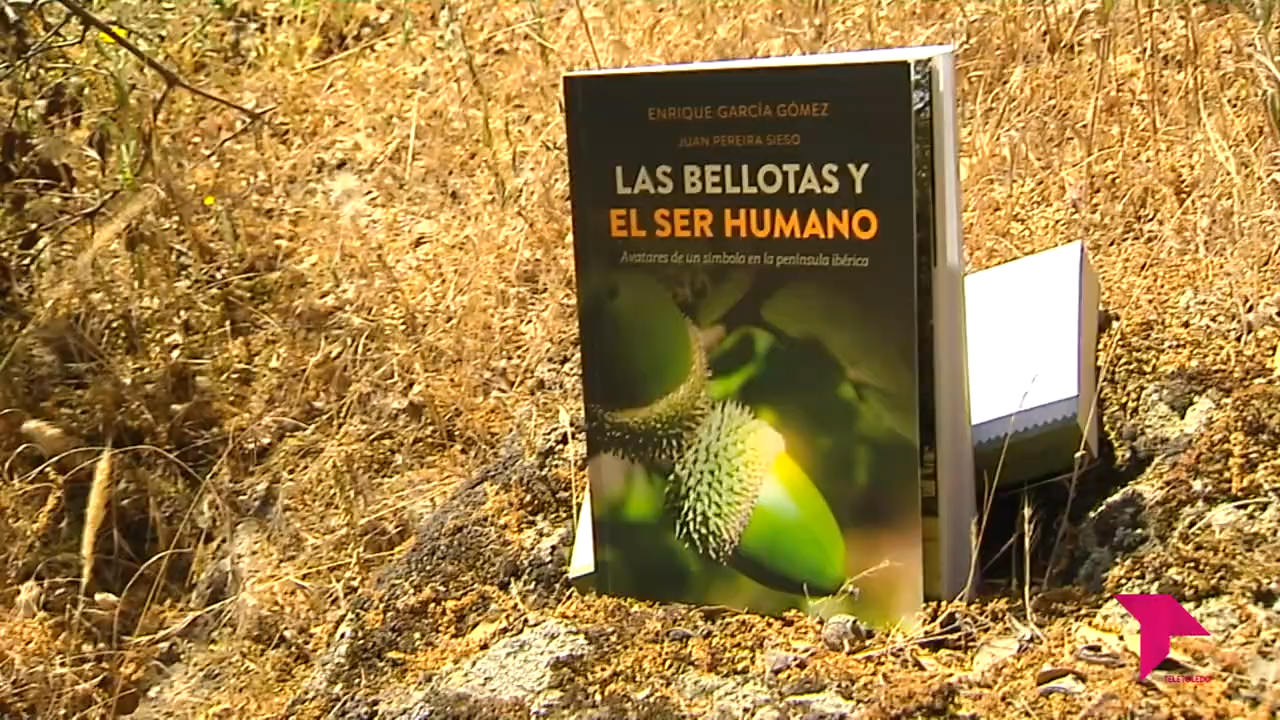 ENRIQUE GARCÍA GÓMEZ
JUAN PEREIRA SIESO
LAS BELLOTAS Y
EL SER HUMANO
Avatares de un símbolo en la península ibérica
TELETOLEDO